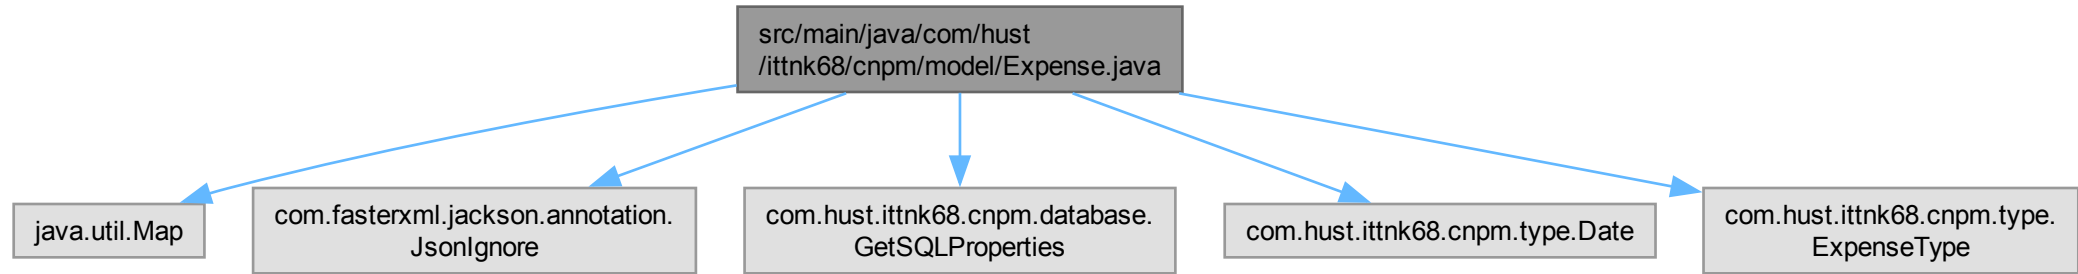 src/main/java/com/hust
/ittnk68/cnpm/model/Expense.java
java.util.Map
com.fasterxml.jackson.annotation.
JsonIgnore
com.hust.ittnk68.cnpm.database.
GetSQLProperties
com.hust.ittnk68.cnpm.type.Date
com.hust.ittnk68.cnpm.type.
ExpenseType